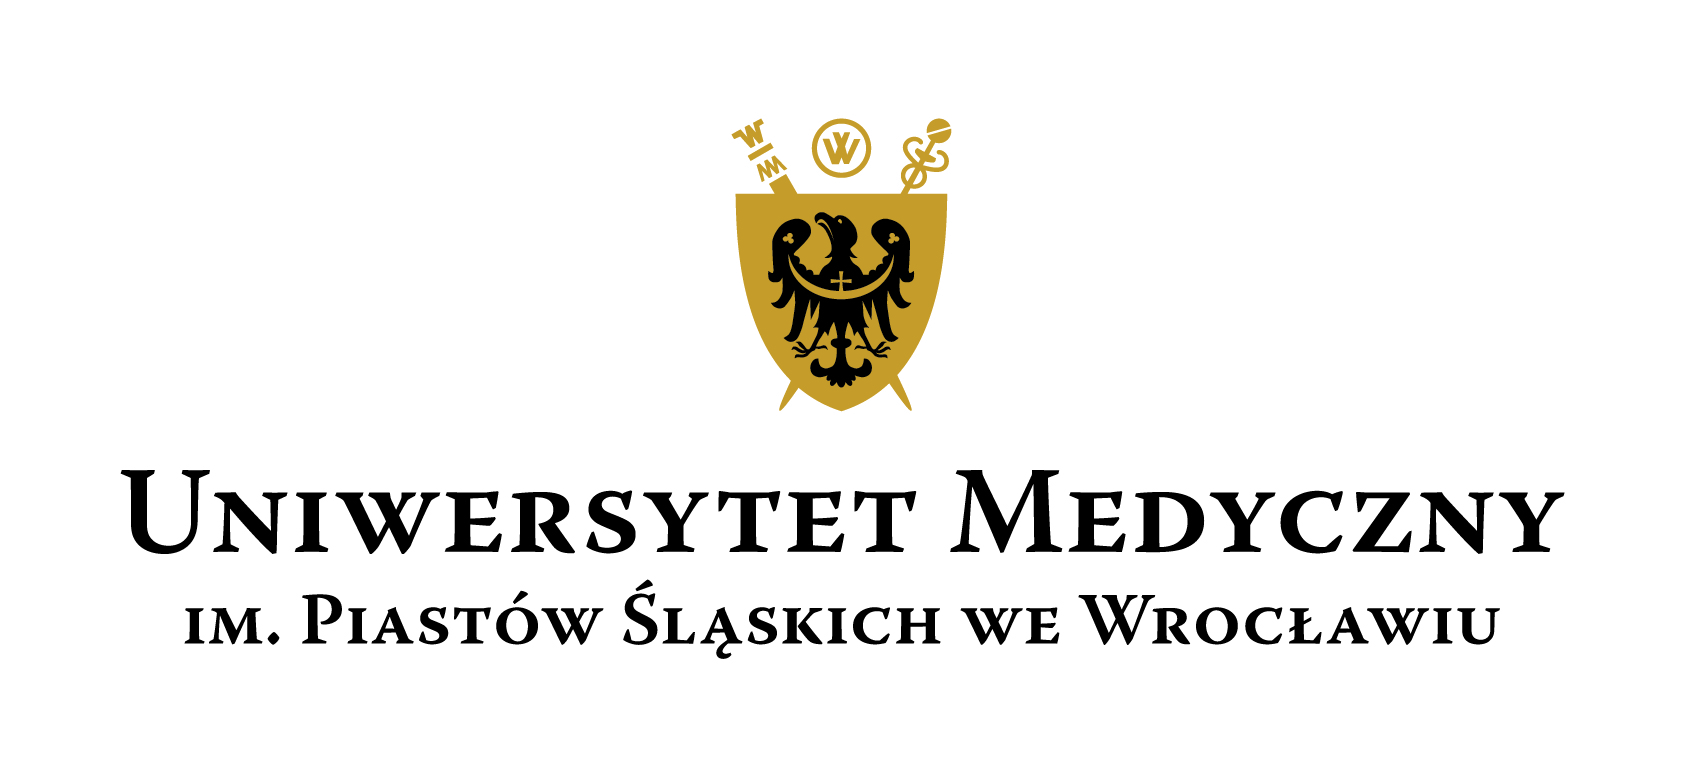 W
Uniwersytet Medyczny
im. Piastów Śląskich we Wrocławiu